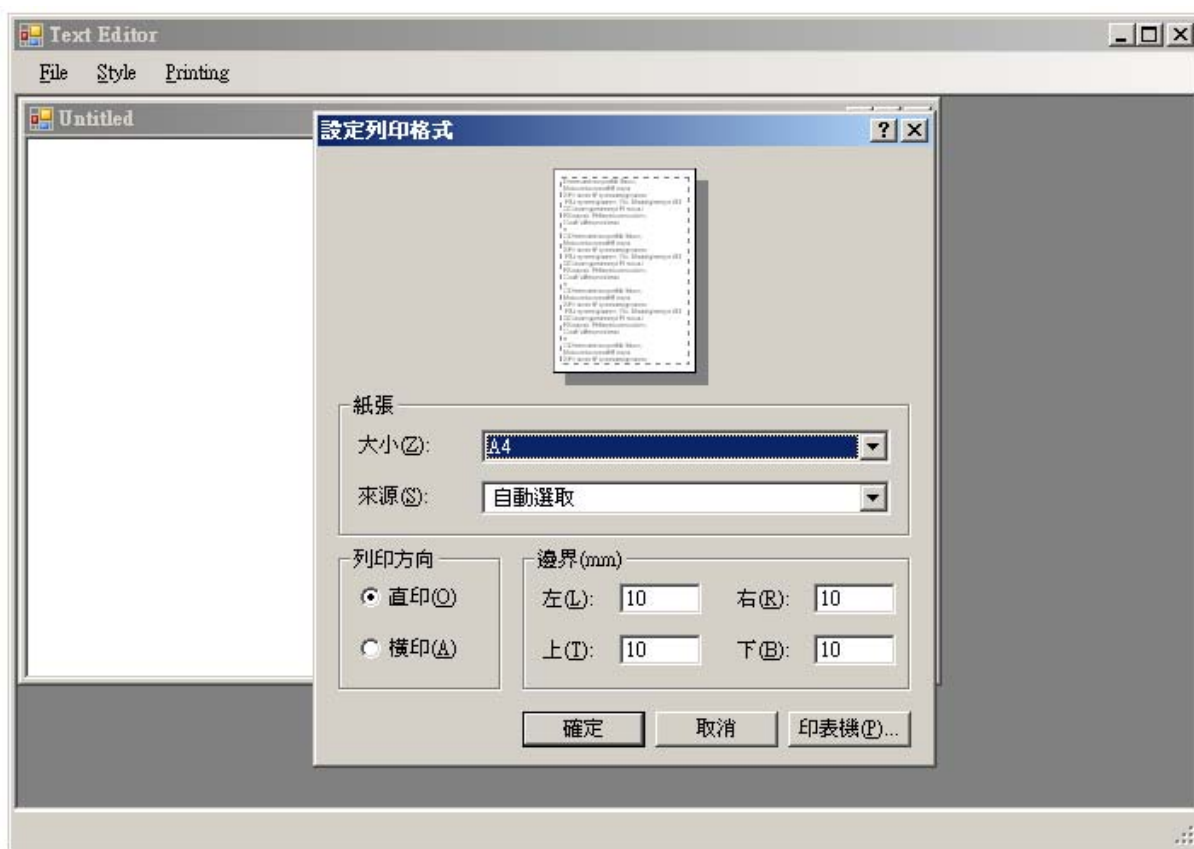 Text Editor
File Style Printing
Untitled
設定列印格式
紙張
大小(Z): A4
來源(S): 自動選取
列印方向
直印(O)
橫印(A)
邊界(mm)
左(L): 10 右(R): 10
上(T): 10 下(B): 10
確定 取消 印表機(P)...